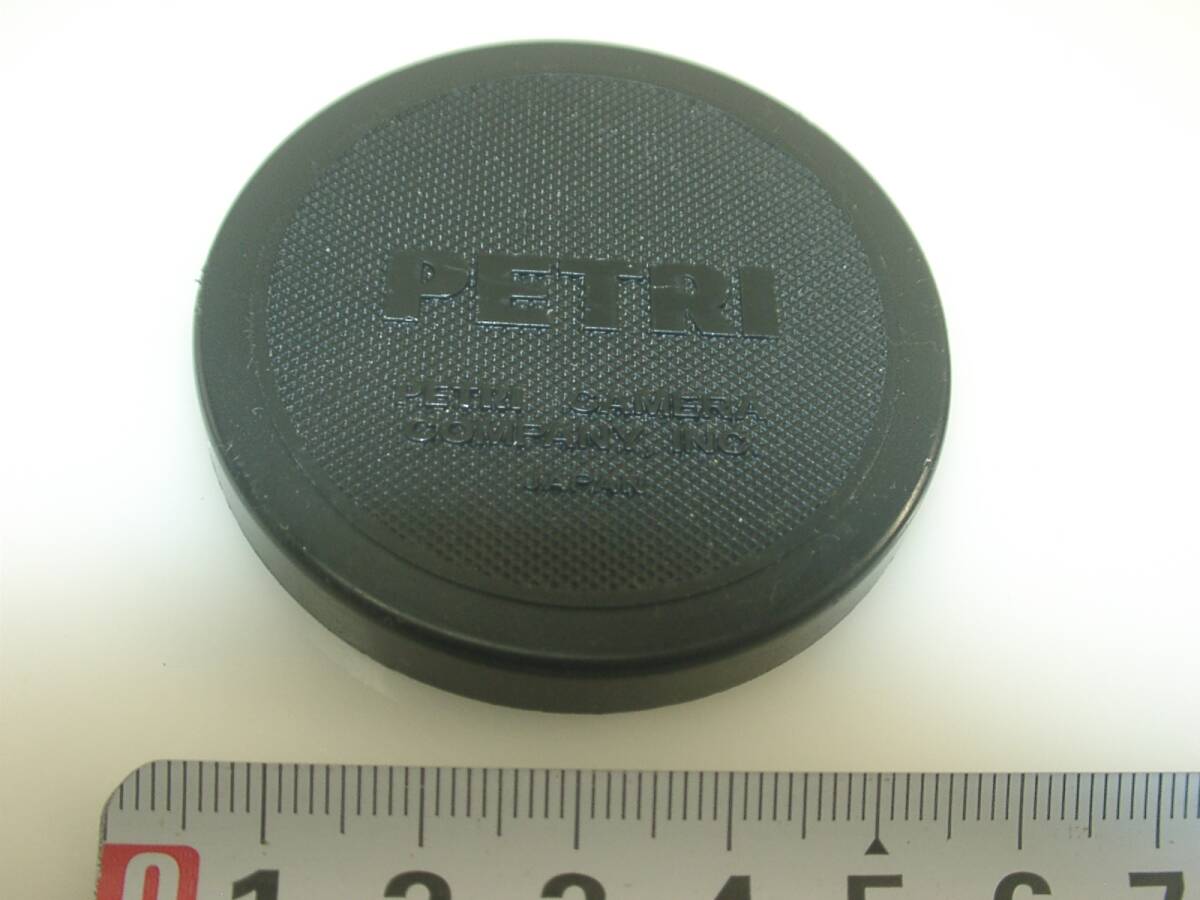 PETRI
PETRI CAMERA
COMPANY, INC.
JAPAN
0 1 2 3 4 5 6 7